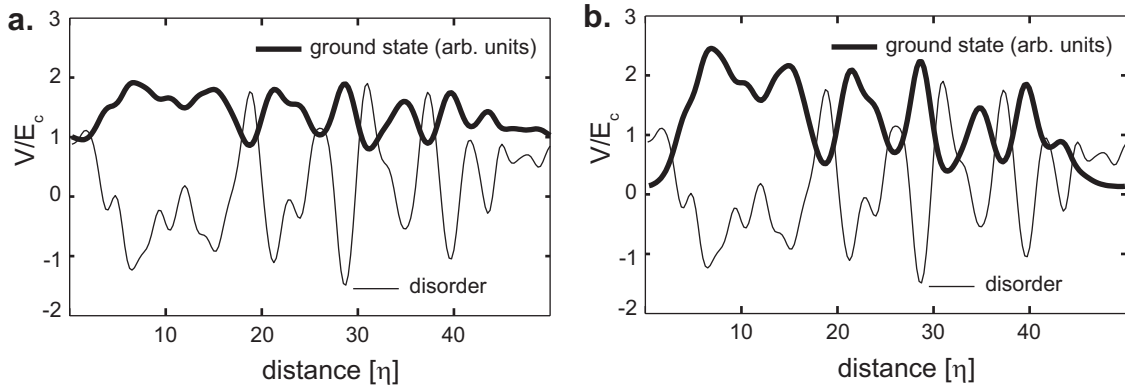 a.
3
2
1
0
-1
-2
V/E_c
ground state (arb. units)
disorder
10 20 30 40
distance [η]
b.
3
2
1
0
-1
-2
V/E_c
ground state (arb. units)
disorder
10 20 30 40
distance [η]